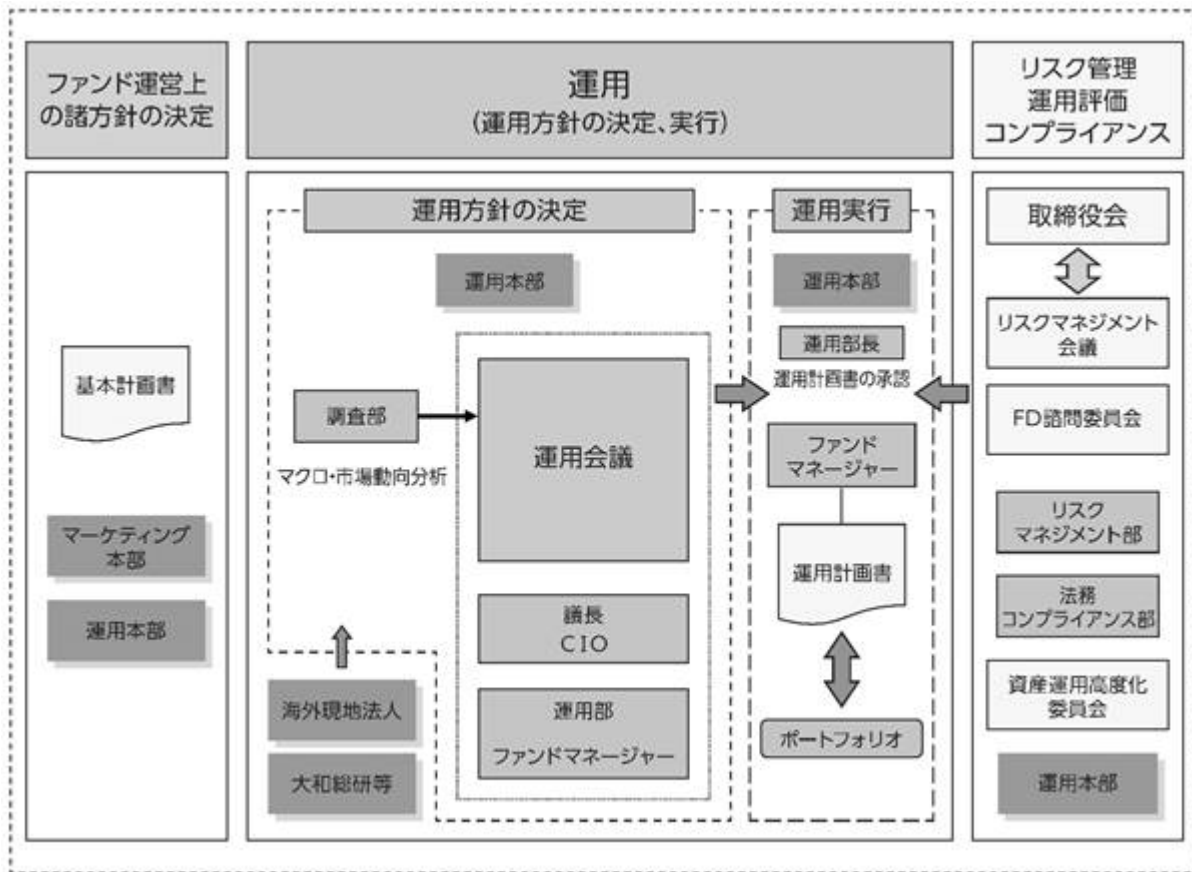 ファンド運営上
の諸方針の決定
運用
(運用方針の決定、実行)
リスク管理
運用評価
コンプライアンス
基本計画書
マーケティング
本部
運用本部
運用方針の決定
運用本部
調査部
マクロ・市場動向分析
運用会議
議長
CIO
運用部
ファンドマネージャー
海外現地法人
大和総研等
運用実行
運用本部
運用部長
運用計画書の承認
ファンド
マネージャー
運用計画書
ポートフォリオ
取締役会
リスクマネジメント
会議
FD諮問委員会
リスク
マネジメント部
法務
コンプライアンス部
資産運用高度化
委員会
運用本部